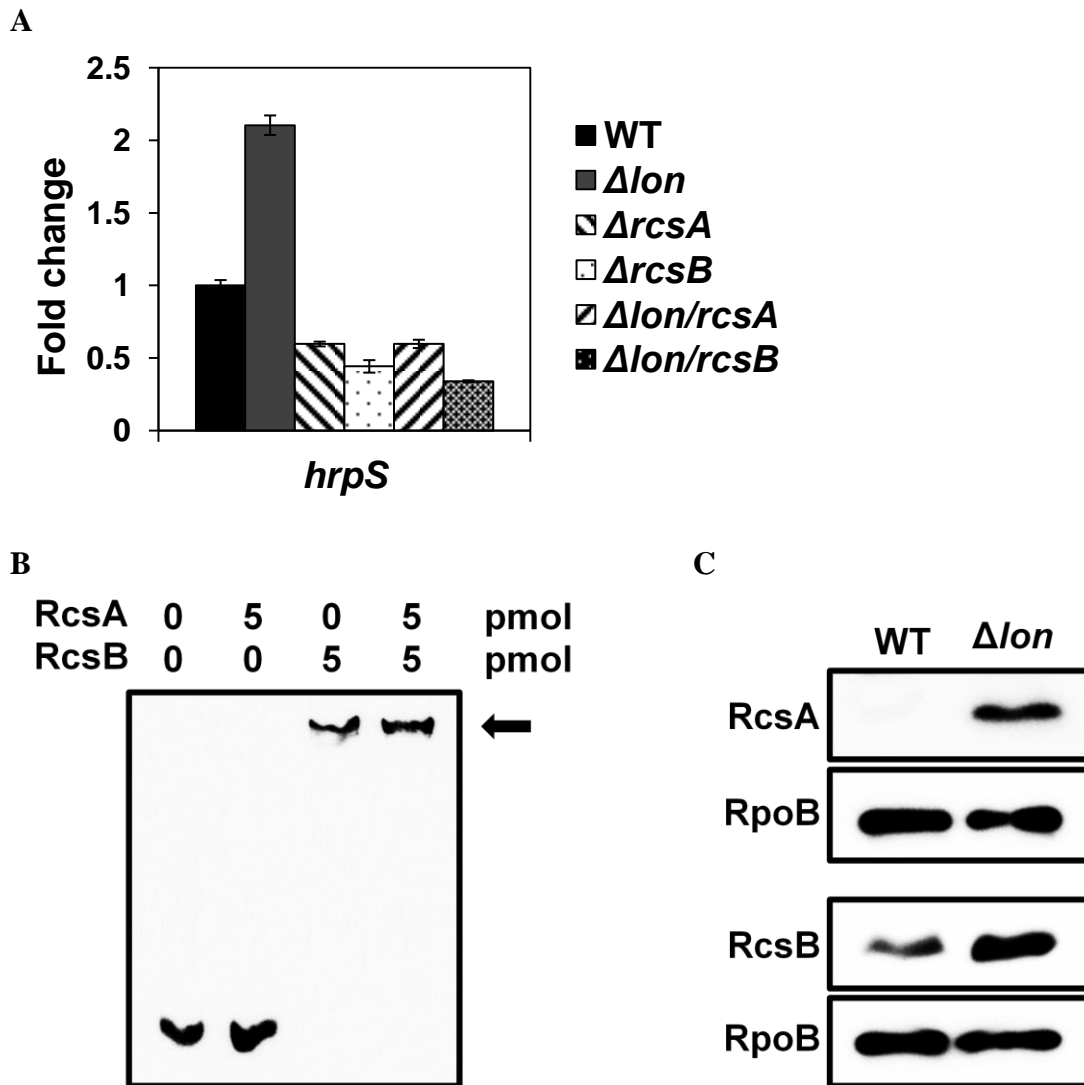 A
2.5
2
1.5
1
0.5
0
Fold change
hrpS
WT
Δlon
ΔrcsA
ΔrcsB
Δlon/rcsA
Δlon/rcsB
B
RcsA 0 5 0 5 pmol
RcsB 0 0 5 5 pmol
C
WT Δlon
RcsA
RpoB
RcsB
RpoB